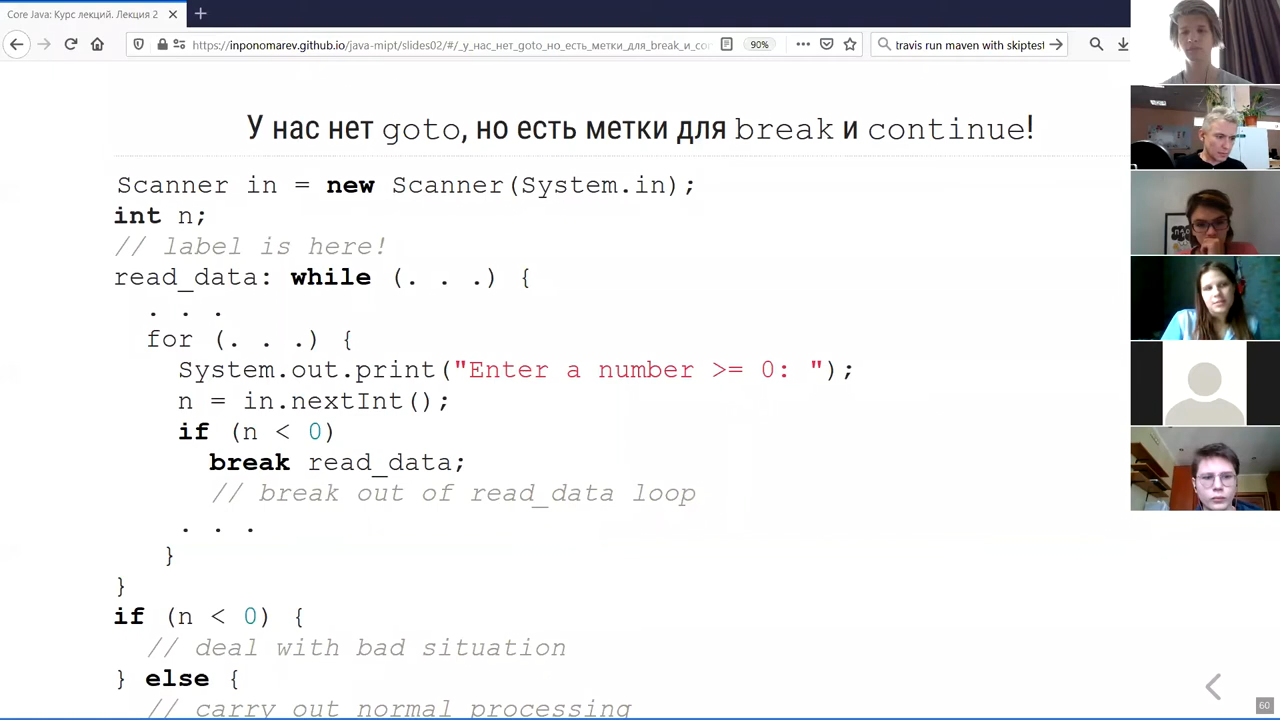 Core Java: Курс лекций. Лекция 2
https://inponomarev.github.io/java-mipt/slides02/#/_у_нас_нет_goto_но_есть_метки_для_break_и_co
90%
travis run maven with skiptest
У нас нет goto, но есть метки для break и continue!
Scanner in = new Scanner(System.in);
int n;
// label is here!
read_data: while (. . .) {
. . .
for (. . .) {
System.out.print("Enter a number >= 0: ");
n = in.nextInt();
if (n < 0)
break read_data;
// break out of read_data loop
. . .
}
}
if (n < 0) {
// deal with bad situation
} else {
// carry out normal processing
60